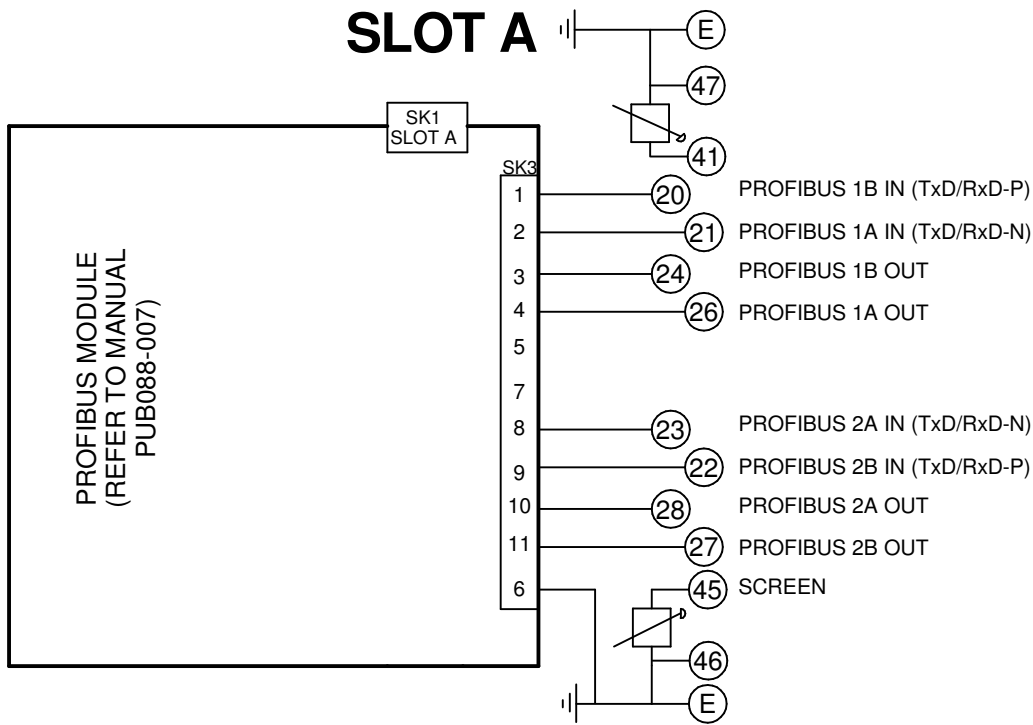 SLOT A
E
47
41
SK1
SLOT A
SK3
1
20 PROFIBUS 1B IN (TxD/RxD-P)
2
21 PROFIBUS 1A IN (TxD/RxD-N)
3
24 PROFIBUS 1B OUT
4
26 PROFIBUS 1A OUT
5
7
8
23 PROFIBUS 2A IN (TxD/RxD-N)
9
22 PROFIBUS 2B IN (TxD/RxD-P)
10
28 PROFIBUS 2A OUT
11
27 PROFIBUS 2B OUT
6
45 SCREEN
46
E
PROFIBUS MODULE
(REFER TO MANUAL
PUB088-007)